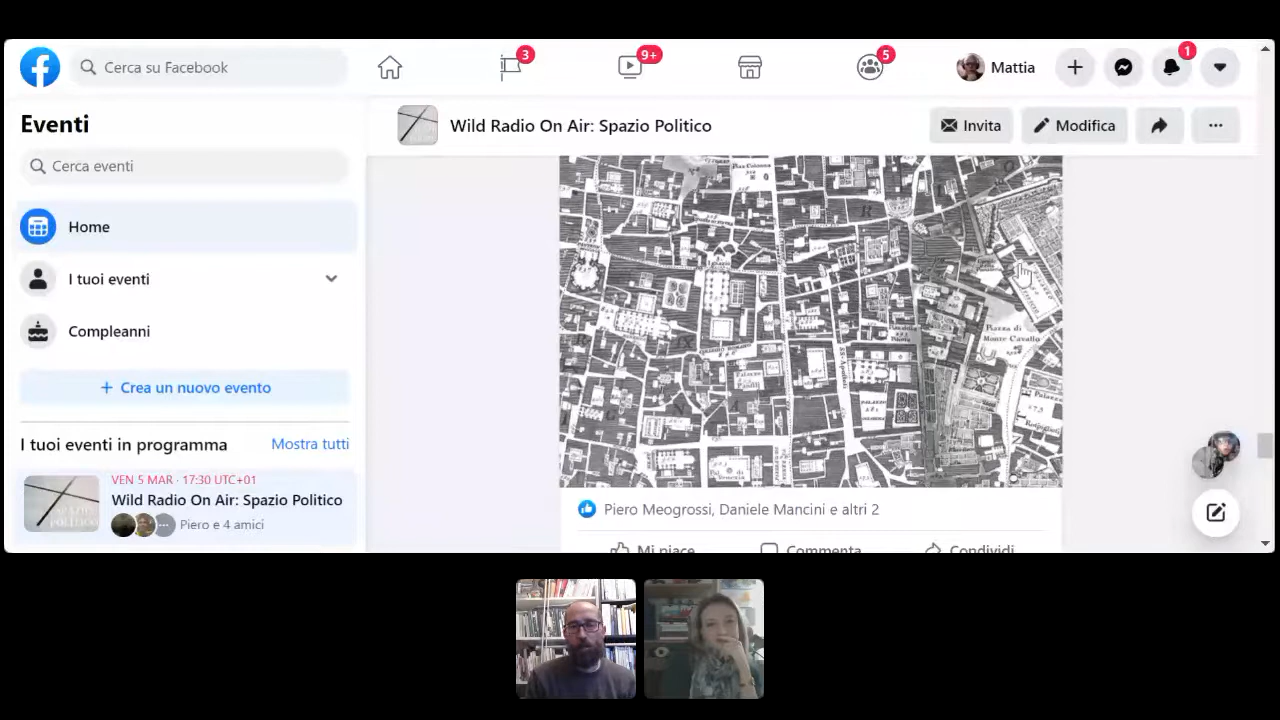 Cerca su Facebook
3
9+
5
Mattia
1
Eventi
Cerca eventi
Home
I tuoi eventi
Compleanni
+ Crea un nuovo evento
I tuoi eventi in programma
Mostra tutti
VEN 5 MAR · 17:30 UTC+01
Wild Radio On Air: Spazio Politico
Piero e 4 amici
Wild Radio On Air: Spazio Politico
Invita
Modifica
Piazza di
Monte Cavallo
Piero Meogrossi, Daniele Mancini e altri 2
Mi piace
Commenta
Condividi